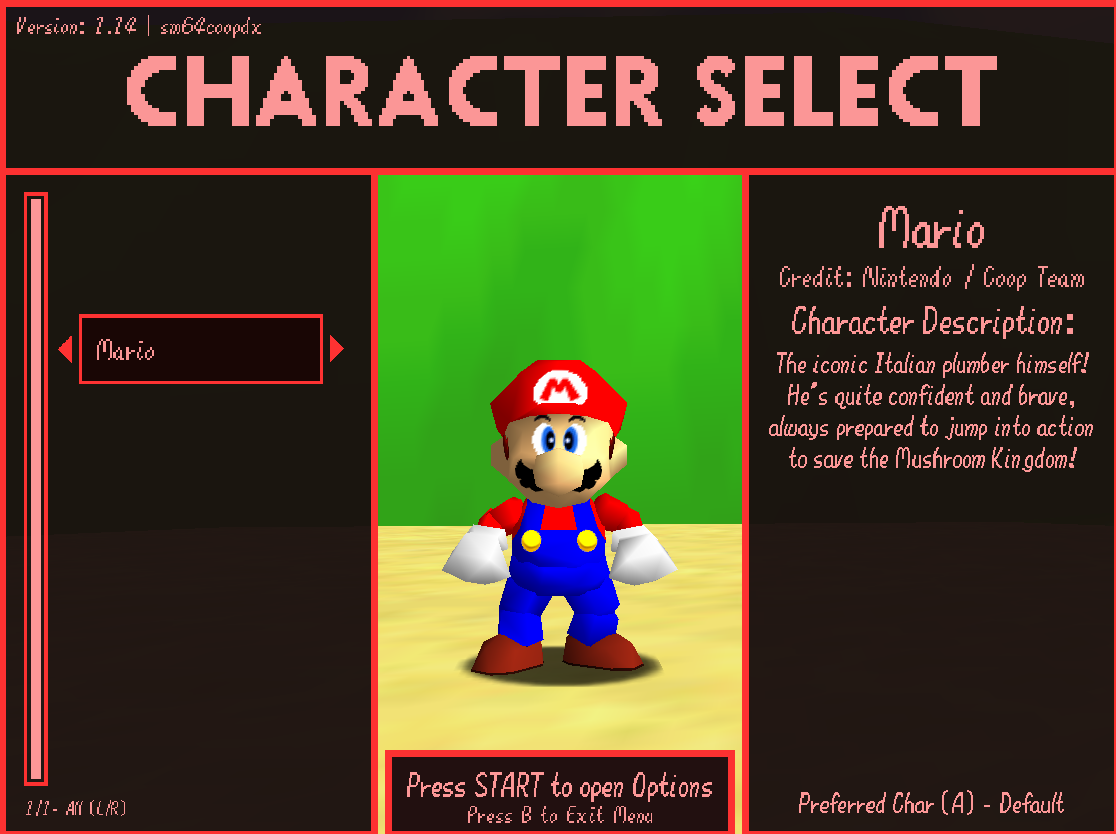 Version: 1.14 | sm64coopdx
CHARACTER SELECT
Mario
1/1 - All (L/R)
M
Press START to open Options
Press B to Exit Menu
Mario
Credit: Nintendo / Coop Team
Character Description:
The iconic Italian plumber himself!
He's quite confident and brave,
always prepared to jump into action
to save the Mushroom Kingdom!
Preferred Char (A) - Default